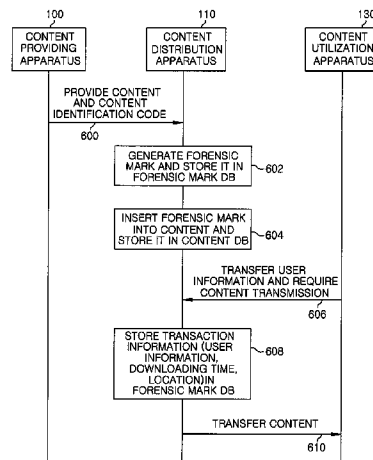 100
110
130
CONTENT
PROVIDING
APPARATUS
CONTENT
DISTRIBUTION
APPARATUS
CONTENT
UTILIZATION
APPARATUS
PROVIDE CONTENT
AND CONTENT
IDENTIFICATION CODE
600
GENERATE FORENSIC
MARK AND STORE IT IN
FORENSIC MARK DB
602
INSERT FORENSIC MARK
INTO CONTENT AND
STORE IT IN CONTENT DB
604
TRANSFER USER
INFORMATION AND REQUIRE
CONTENT TRANSMISSION
606
STORE TRANSACTION
INFORMATION (USER
INFORMATION,
DOWNLOADING TIME,
LOCATION)IN
FORENSIC MARK DB
608
TRANSFER CONTENT
610